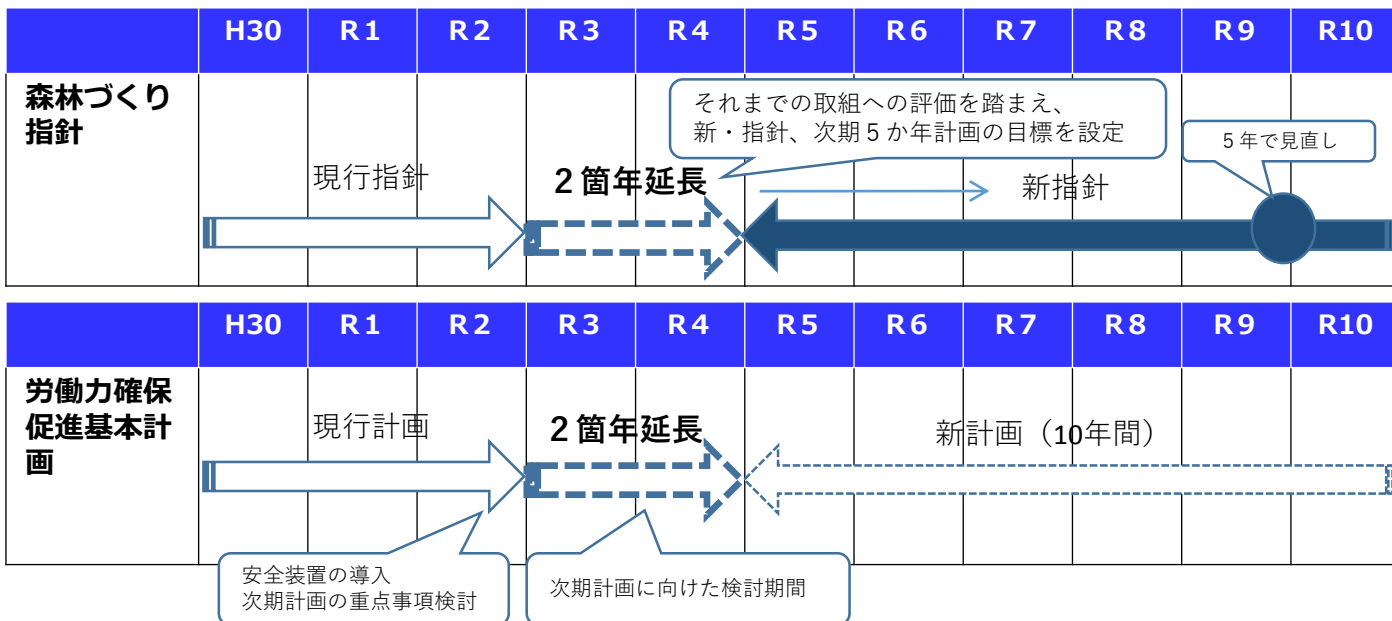 H30 R1 R2 R3 R4 R5 R6 R7 R8 R9 R10
森林づくり
指針
それまでの取組への評価を踏まえ、
新・指針、次期５か年計画の目標を設定
５年で見直し
現行指針
２箇年延長
新指針
H30 R1 R2 R3 R4 R5 R6 R7 R8 R9 R10
労働力確保
促進基本計
画
現行計画
２箇年延長
新計画（10年間）
安全装置の導入
次期計画の重点事項検討
次期計画に向けた検討期間